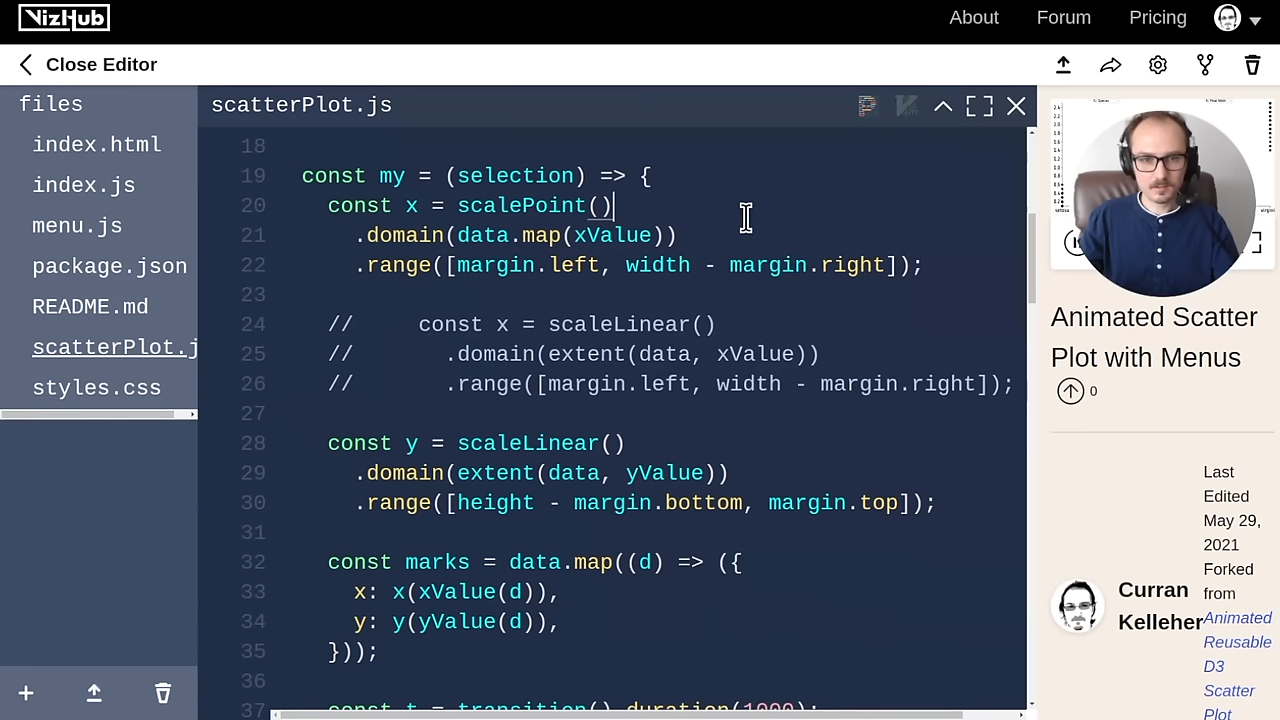 VizHub
About
Forum
Pricing
Close Editor
files
index.html
index.js
menu.js
package.json
README.md
scatterPlot.j
styles.css
scatterPlot.js
18
19 const my = (selection) => {
20 const x = scalePoint()
21 .domain(data.map(xValue))
22 .range([margin.left, width - margin.right]);
23
24 // const x = scaleLinear()
25 // .domain(extent(data, xValue))
26 // .range([margin.left, width - margin.right]);
27
28 const y = scaleLinear()
29 .domain(extent(data, yValue))
30 .range([height - margin.bottom, margin.top]);
31
32 const marks = data.map((d) => ({
33 x: x(xValue(d)),
34 y: y(yValue(d)),
35 }));
36
37 const t = transition().duration(1000);
Animated Scatter
Plot with Menus
0
Curran
Kelleher
Last
Edited
May 29,
2021
Forked
from
Animated
Reusable
D3
Scatter
Plot